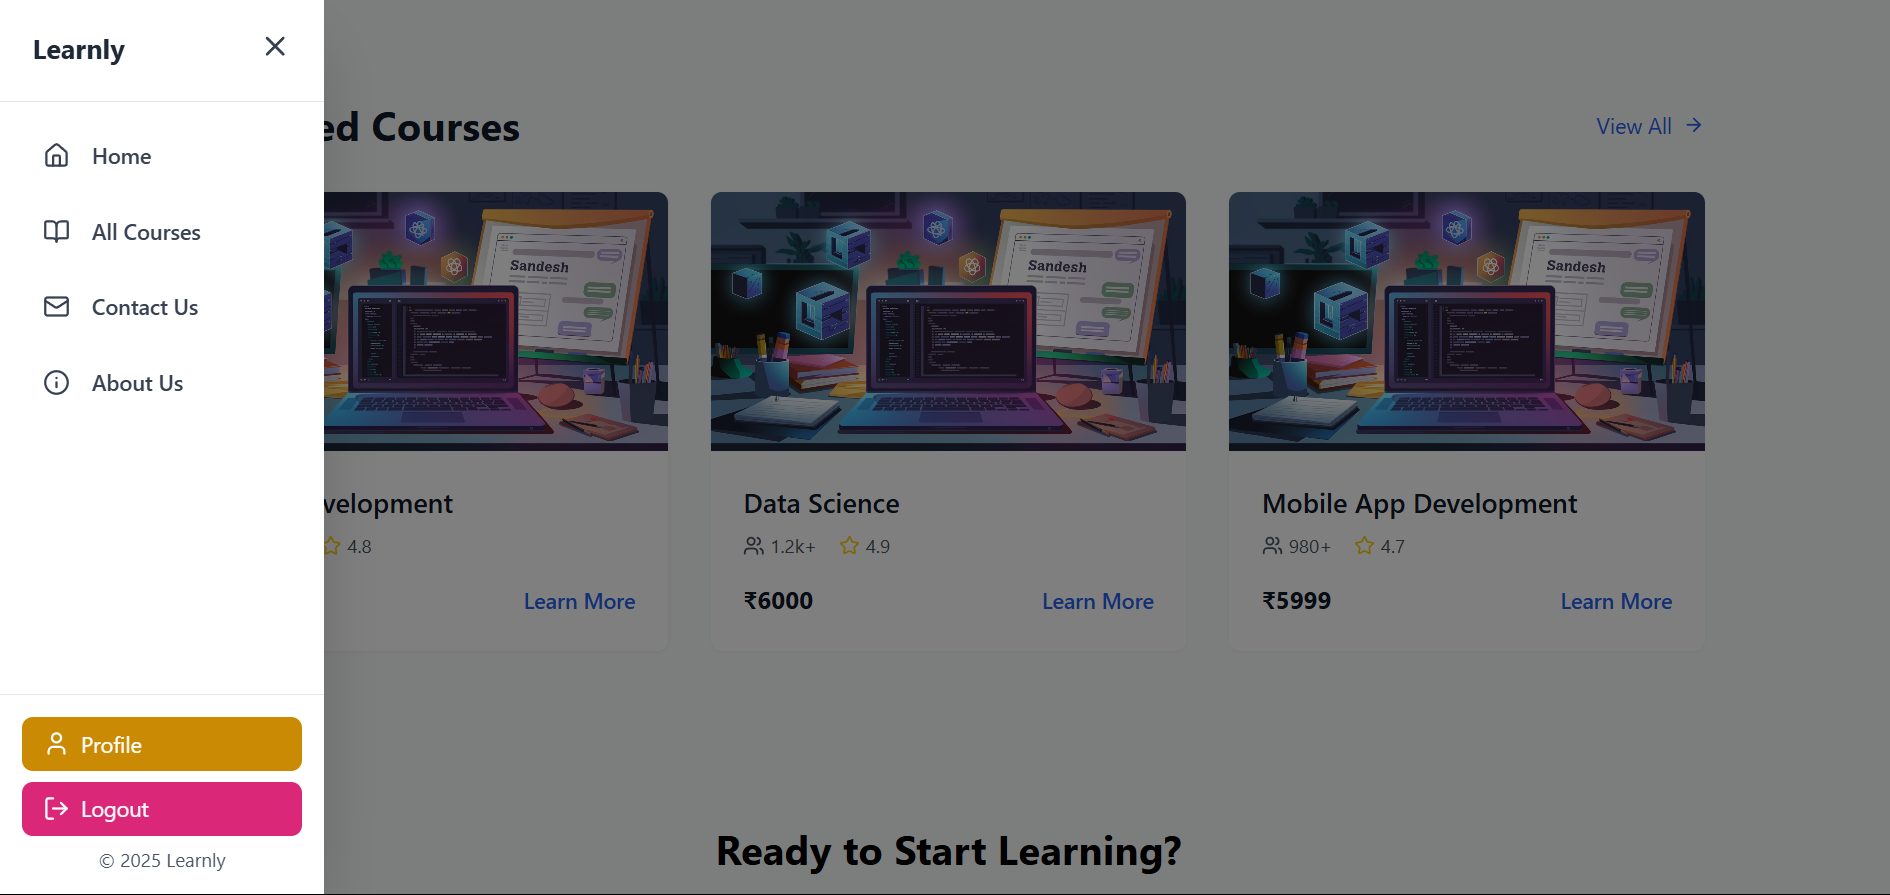 Learnly
Home
All Courses
Contact Us
About Us
Profile
Logout
© 2025 Learnly
ed Courses
View All
Sandesh
Sandesh
Sandesh
velopment
4.8
Learn More
Data Science
1.2k+ 4.9
₹6000 Learn More
Mobile App Development
980+ 4.7
₹5999 Learn More
Ready to Start Learning?